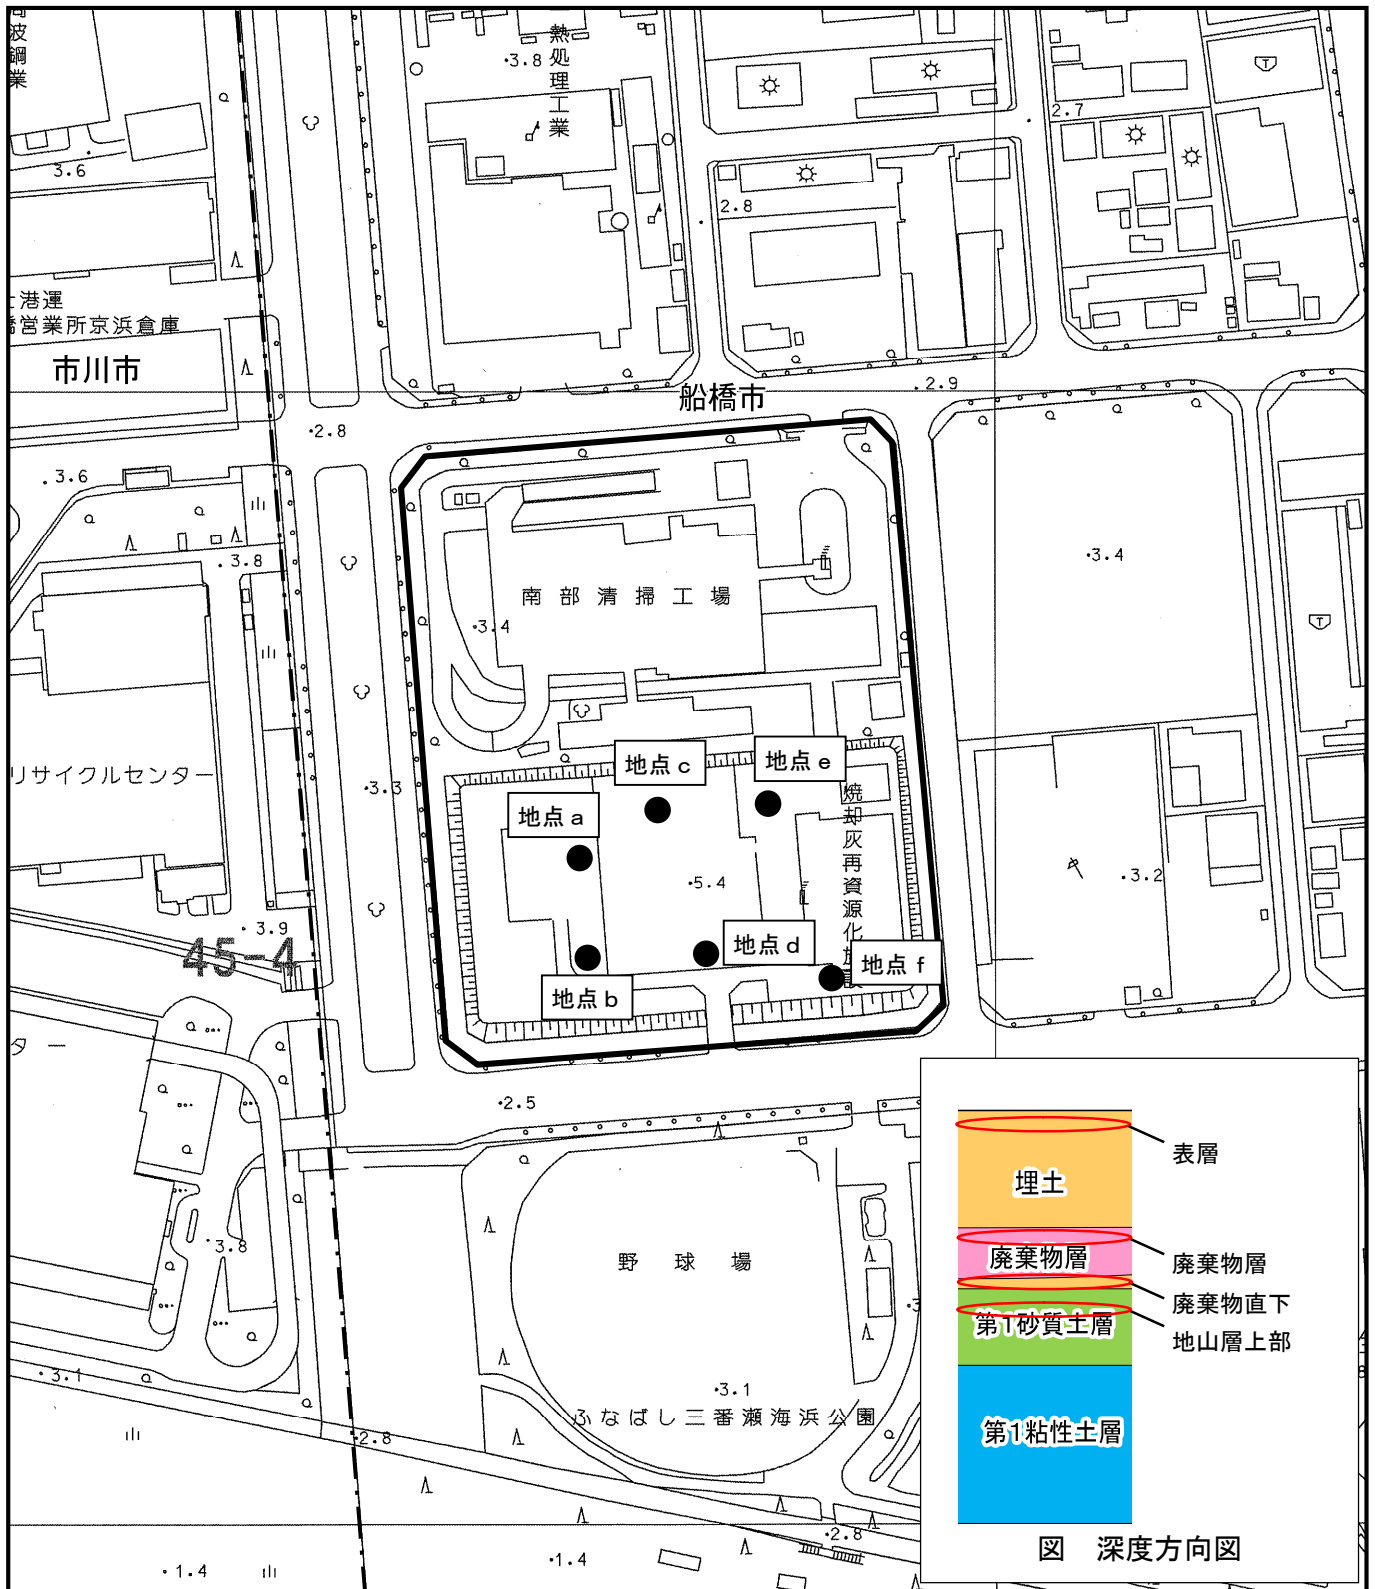 波鋼業
熱処理工業
3.8
2.7
3.6
2.8
港運
営業所京浜倉庫
市川市
船橋市
2.9
2.8
3.6
3.8
3.4
南部清掃工場
3.4
リサイクルセンター
3.3
地点c
地点e
地点a
焼却灰再資源化施設
5.4
3.2
3.9
45-4
地点d
地点f
地点b
ター
2.5
表層
埋土
3.8
野球場
廃棄物層
廃棄物層
廃棄物直下
第1砂質土層
地山層上部
3.1
3.1
ふなばし三番瀬海浜公園
2.8
第1粘性土層
2.8
図 深度方向図
1.4
1.4